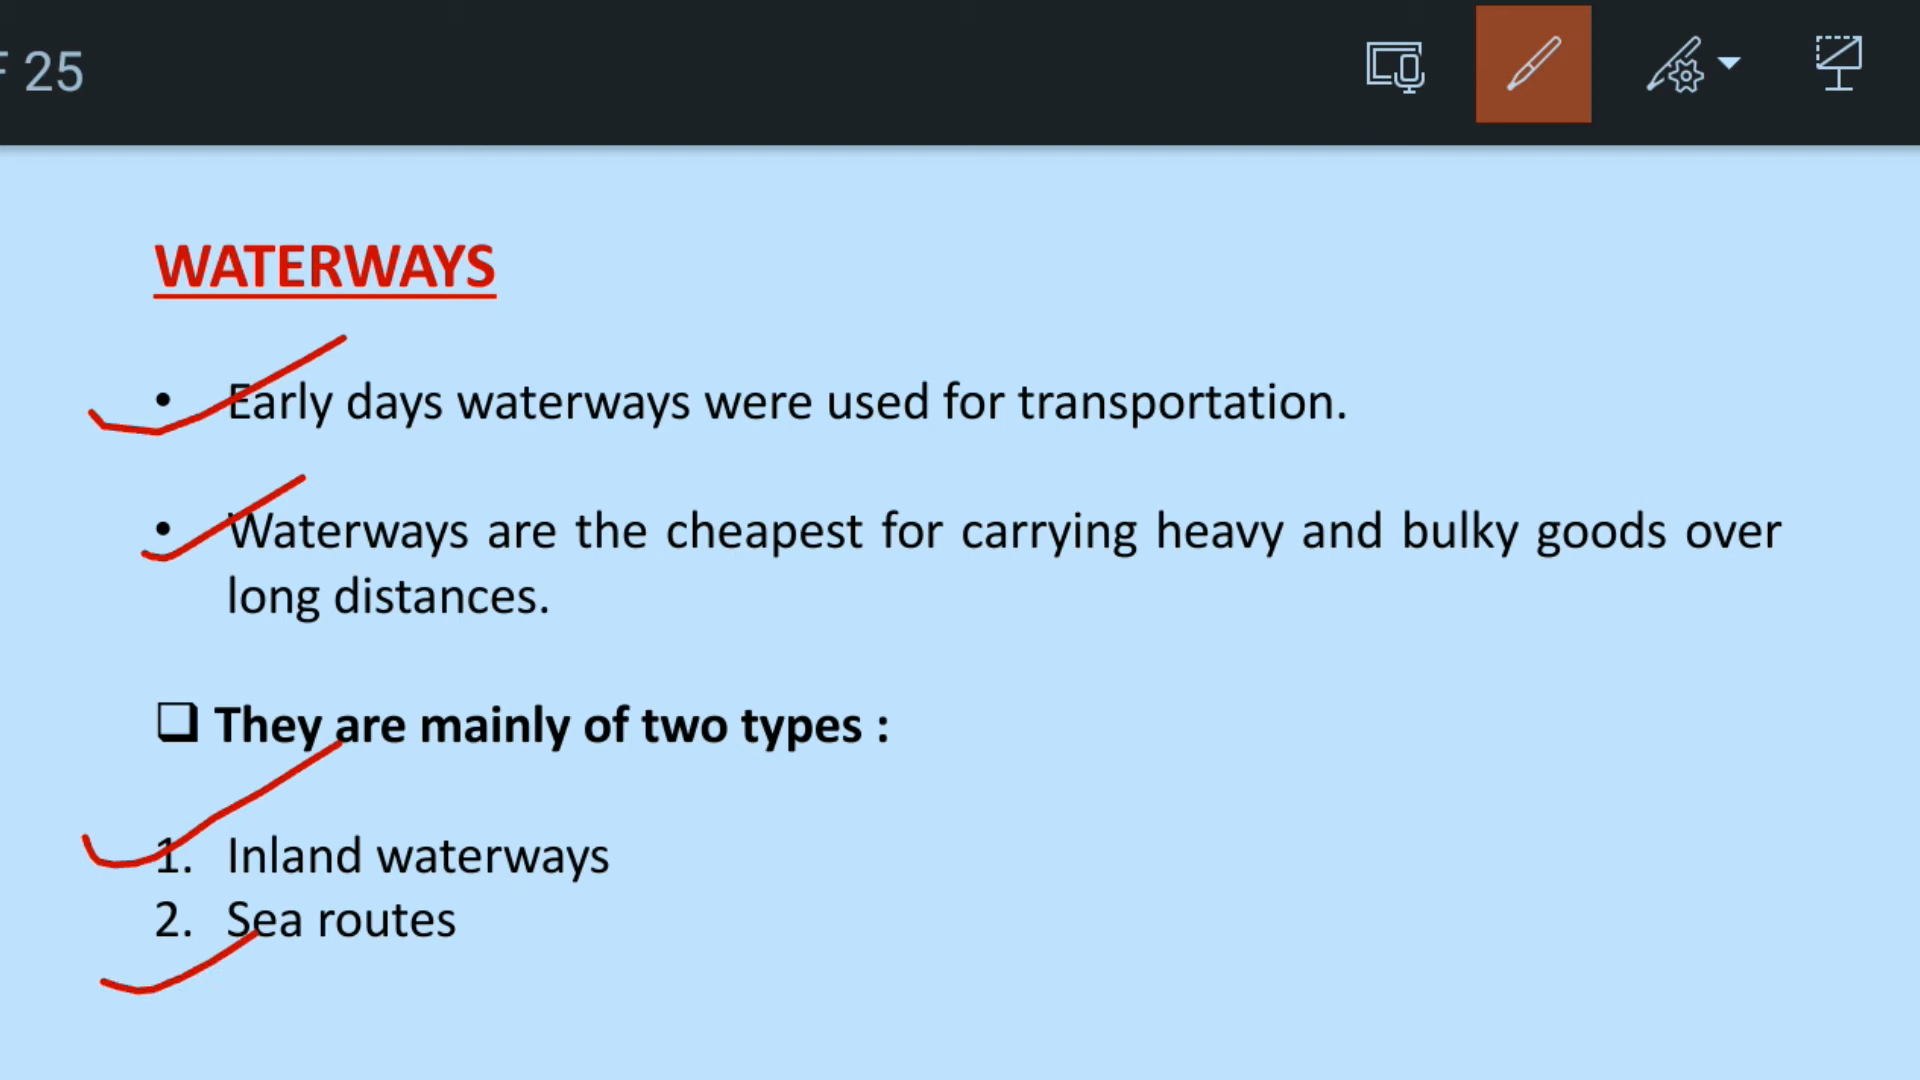 F 25
WATERWAYS
• Early days waterways were used for transportation.
• Waterways are the cheapest for carrying heavy and bulky goods over
long distances.
❑ They are mainly of two types :
1. Inland waterways
2. Sea routes